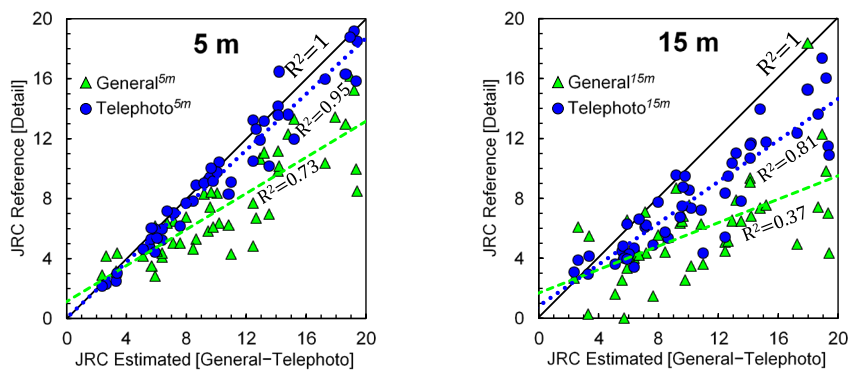 5 m
General5m
Telephoto5m
R2=1
R2=0.95
R2=0.73
JRC Reference [Detail]
20
16
12
8
4
0
0 4 8 12 16 20
JRC Estimated [General−Telephoto]
15 m
General15m
Telephoto15m
R2=1
R2=0.81
R2=0.37
JRC Reference [Detail]
20
16
12
8
4
0
0 4 8 12 16 20
JRC Estimated [General−Telephoto]